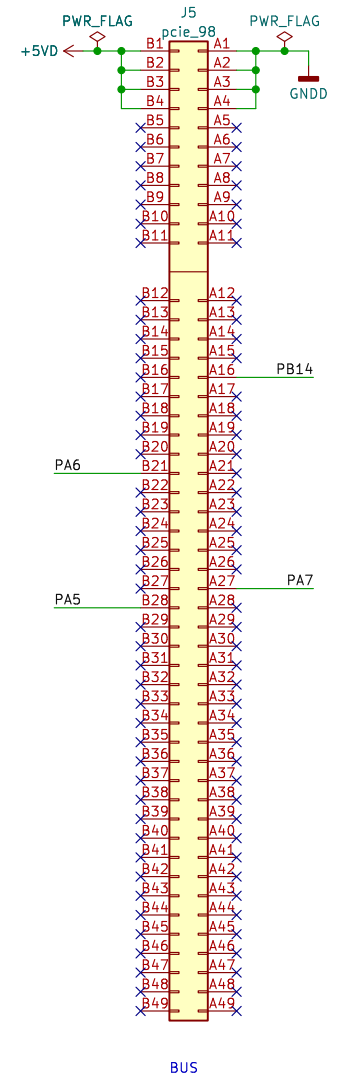 J5
PWR_FLAG PWR_FLAG
pcie_98
+5VD B1 A1
B2 A2
B3 A3
GNDD
B4 A4
B5 A5
B6 A6
B7 A7
B8 A8
B9 A9
B10 A10
B11 A11
B12 A12
B13 A13
B14 A14
B15 A15
B16 A16 PB14
B17 A17
B18 A18
B19 A19
B20 A20
PA6 B21 A21
B22 A22
B23 A23
B24 A24
B25 A25
B26 A26
B27 A27 PA7
PA5 B28 A28
B29 A29
B30 A30
B31 A31
B32 A32
B33 A33
B34 A34
B35 A35
B36 A36
B37 A37
B38 A38
B39 A39
B40 A40
B41 A41
B42 A42
B43 A43
B44 A44
B45 A45
B46 A46
B47 A47
B48 A48
B49 A49
BUS